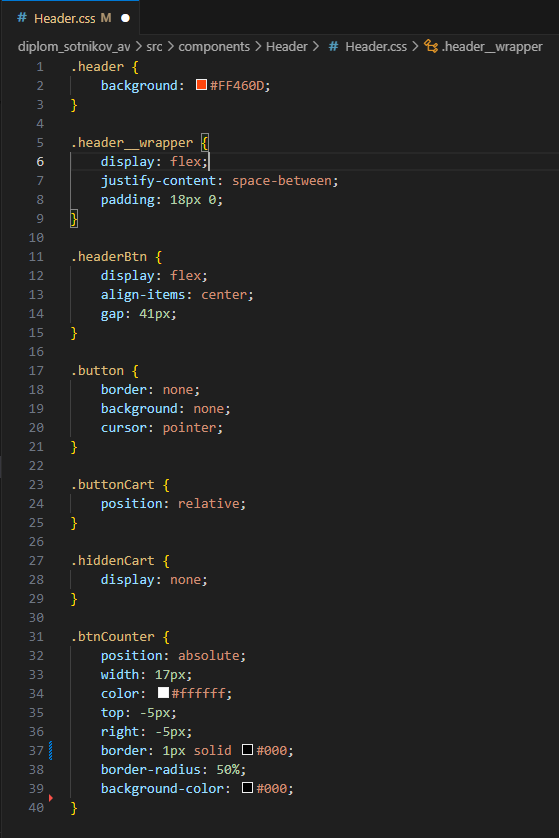 # Header.css M
diplom_sotnikov_av > src > components > Header > # Header.css > .header__wrapper
1 .header {
2 background: #FF460D;
3 }
4
5 .header__wrapper {
6 display: flex;
7 justify-content: space-between;
8 padding: 18px 0;
9 }
10
11 .headerBtn {
12 display: flex;
13 align-items: center;
14 gap: 41px;
15 }
16
17 .button {
18 border: none;
19 background: none;
20 cursor: pointer;
21 }
22
23 .buttonCart {
24 position: relative;
25 }
26
27 .hiddenCart {
28 display: none;
29 }
30
31 .btnCounter {
32 position: absolute;
33 width: 17px;
34 color: #ffffff;
35 top: -5px;
36 right: -5px;
37 border: 1px solid #000;
38 border-radius: 50%;
39 background-color: #000;
40 }